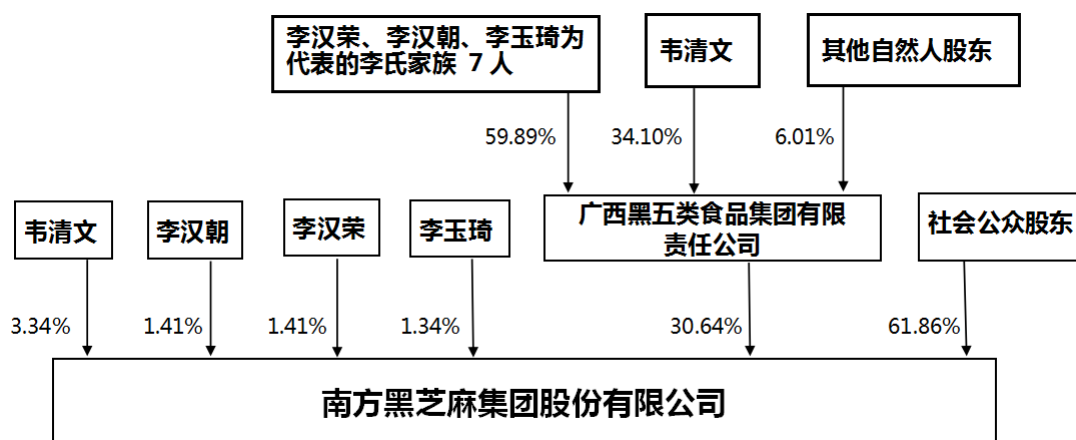 李汉荣、李汉朝、李玉琦为
代表的李氏家族 7 人
韦清文
其他自然人股东
59.89%
34.10%
6.01%
韦清文
李汉朝
李汉荣
李玉琦
广西黑五类食品集团有限
责任公司
社会公众股东
3.34%
1.41%
1.41%
1.34%
30.64%
61.86%
南方黑芝麻集团股份有限公司